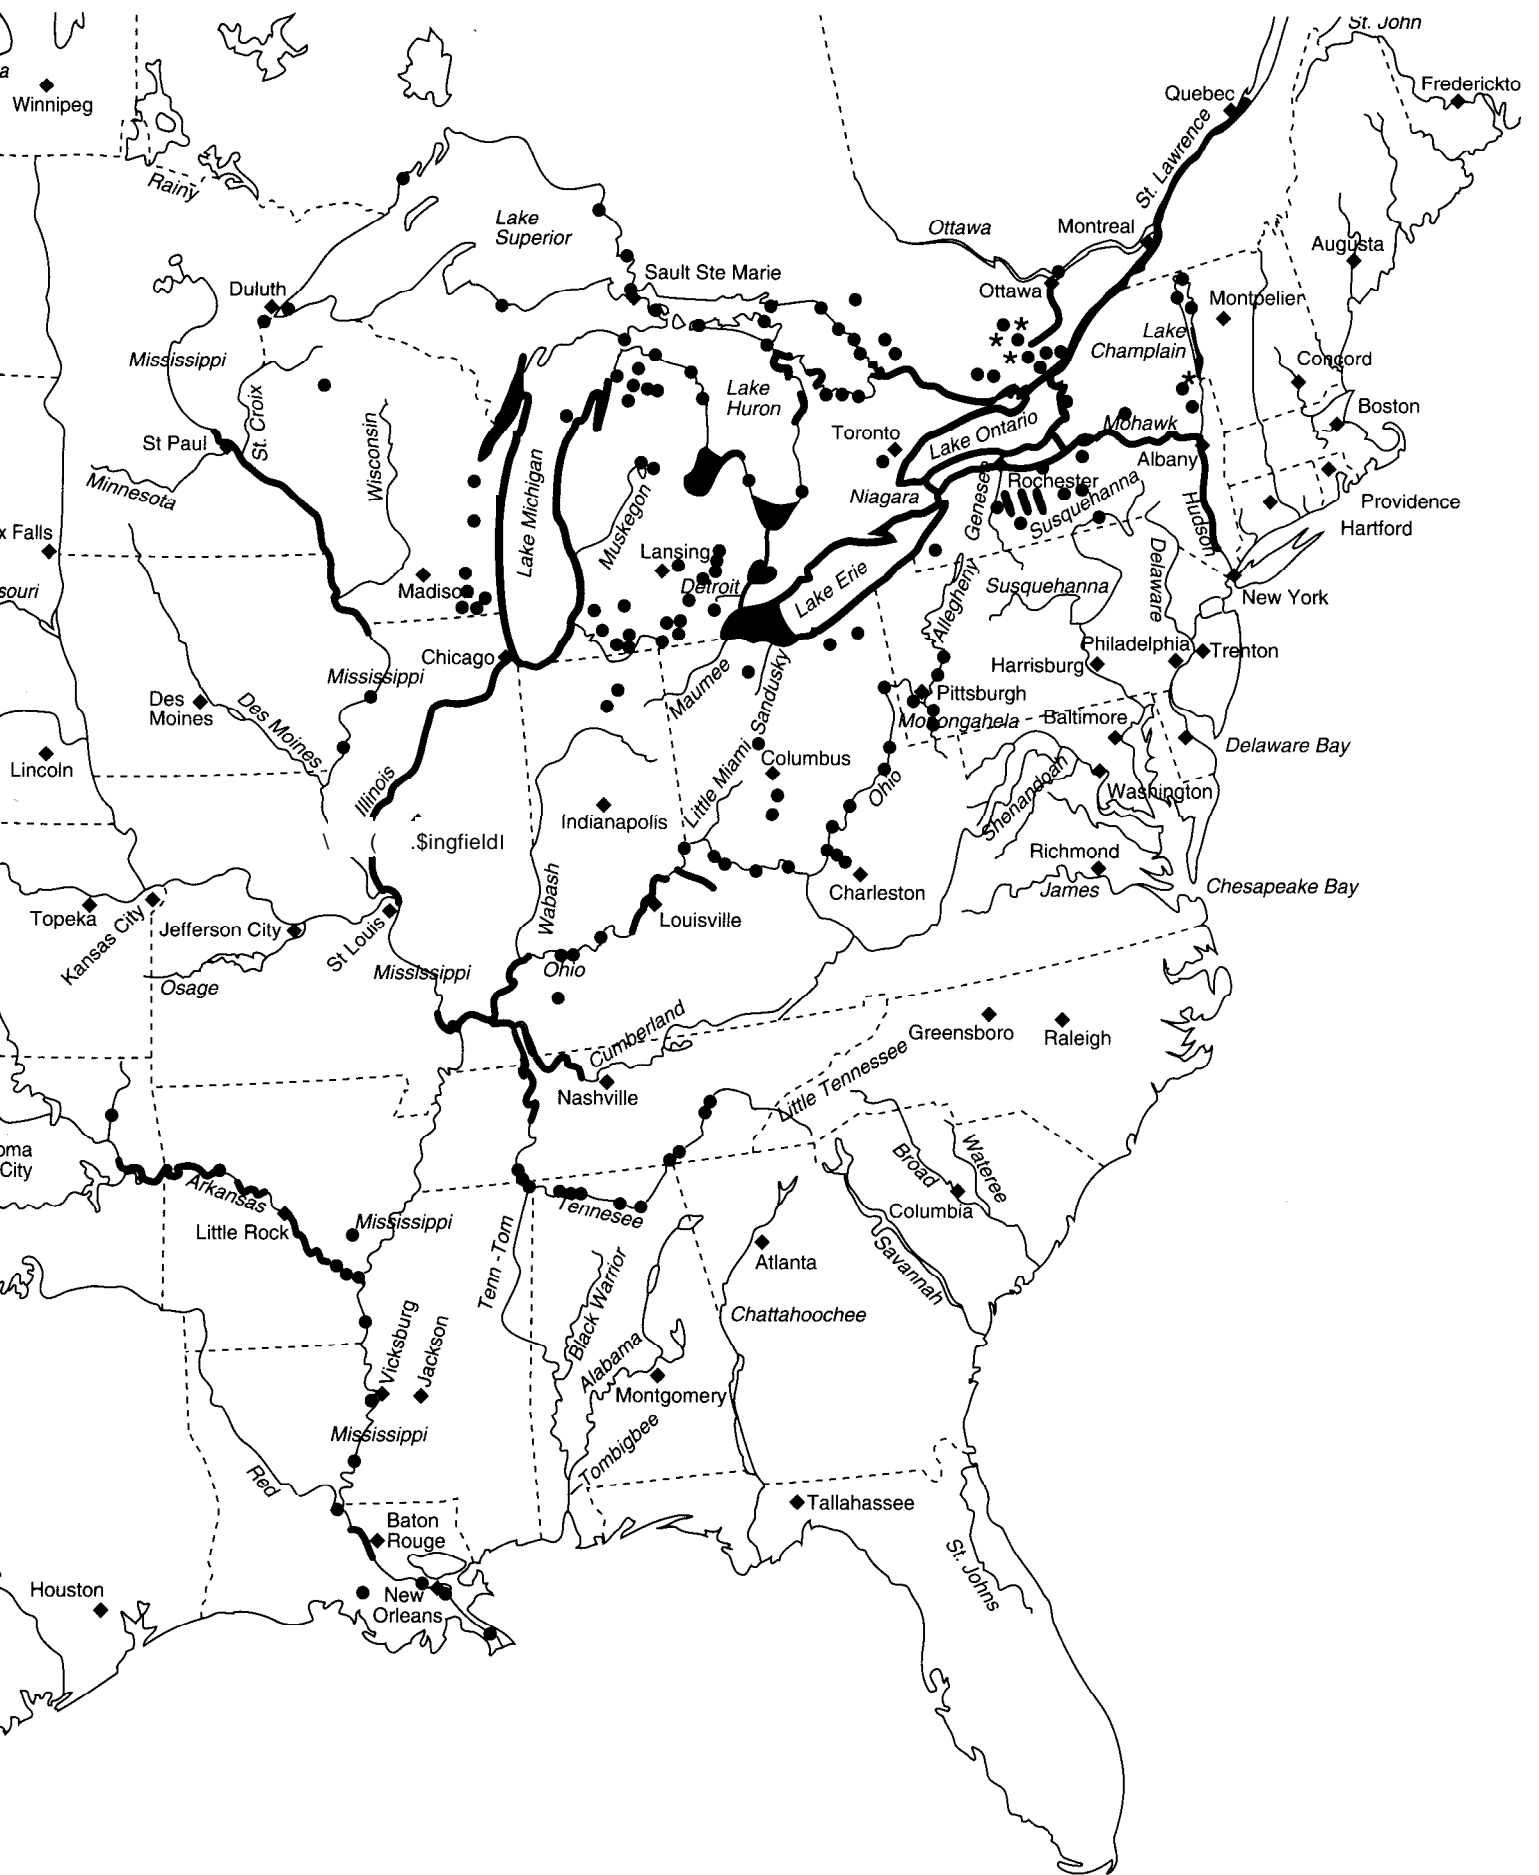 St. John
a
Quebec
Frederickto
Winnipeg
St. Lawrence
Rainy
Lake
Superior
Ottawa
Montreal
Augusta
Sault Ste Marie
Duluth
Ottawa
Montpelier
Mississippi
Lake
Champlain
Concord
St. Croix
Lake
Huron
Boston
St Paul
Wisconsin
Toronto
Lake Ontario
Mohawk
Albany
Minnesota
Lake Michigan
Muskegon
Niagara
Genesee
Rochester
Susquehanna
Hudson
Providence
Hartford
x Falls
Lansing
Detroit
Lake Erie
Madison
souri
Allegheny
Susquehanna
Delaware
New York
Chicago
Mississippi
Maumee
Sandusky
Harrisburg
Philadelphia
Trenton
Des
Moines
Des Moines
Pittsburgh
Monongahela
Baltimore
Delaware Bay
Lincoln
Illinois
Little Miami
Columbus
Ohio
Shenandoah
Washington
Indianapolis
.$ingfieldI
Richmond
James
Chesapeake Bay
Charleston
Topeka
Kansas City
Jefferson City
St Louis
Wabash
Louisville
Osage
Mississippi
Ohio
Cumberland
Greensboro
Raleigh
Nashville
Little Tennessee
oma
City
Arkansas
Broad
Wateree
Little Rock
Mississippi
Tennesee
Columbia
Tenn -Tom
Atlanta
Savannah
Black Warrior
Chattahoochee
Vicksburg
Jackson
Alabama
Montgomery
Mississippi
Tombigbee
Red
Tallahassee
Baton
Rouge
St. Johns
Houston
New
Orleans